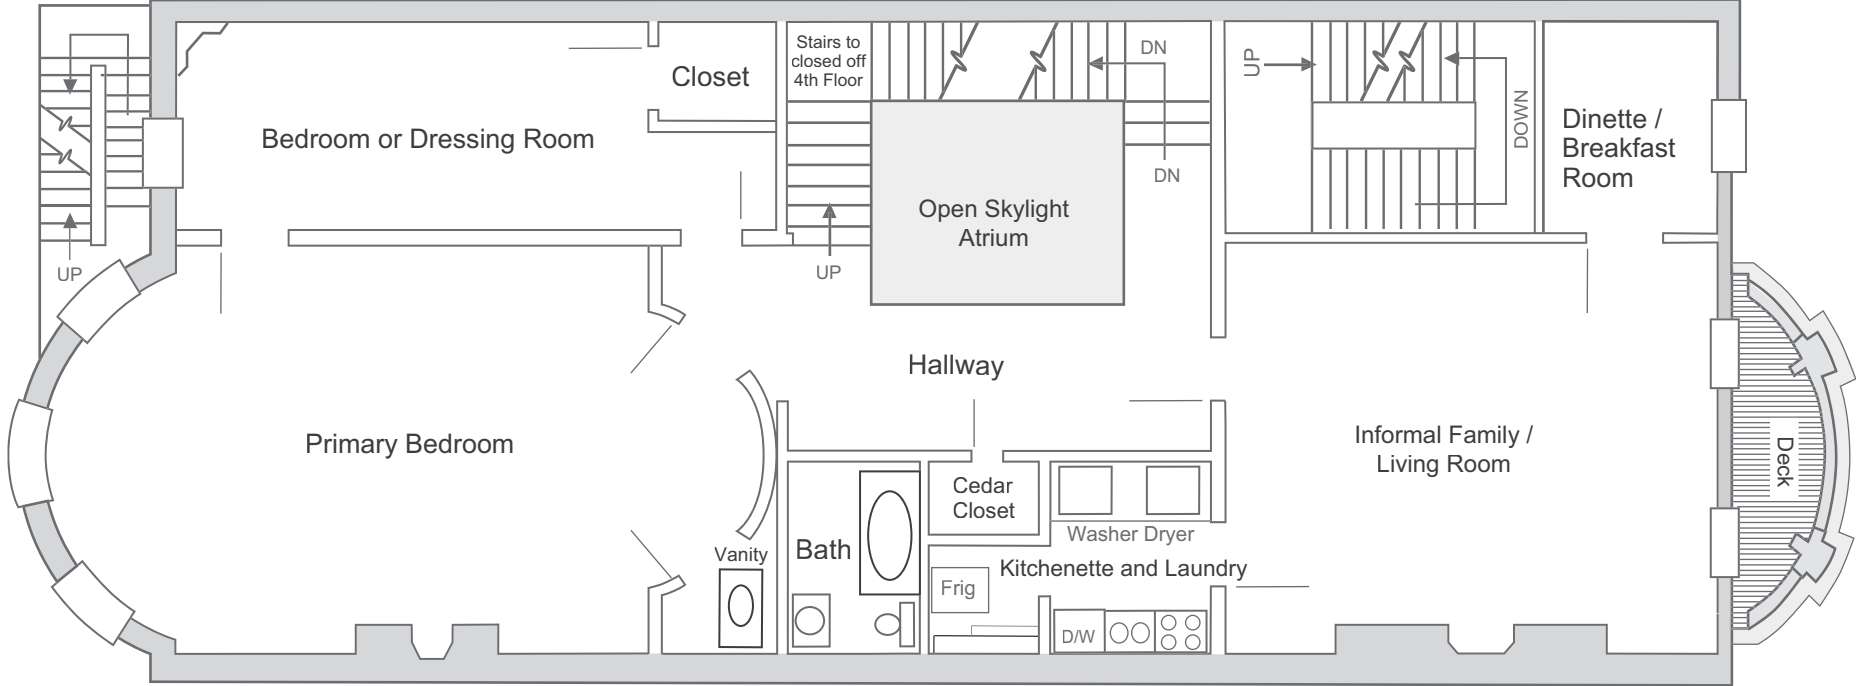 Stairs to
closed off
4th Floor
DN
UP
Closet
Bedroom or Dressing Room
DOWN
Dinette /
Breakfast
Room
DN
Open Skylight
Atrium
UP
UP
Hallway
Primary Bedroom
Informal Family /
Living Room
Deck
Cedar
Closet
Washer Dryer
Vanity
Bath
Kitchenette and Laundry
Frig
D/W